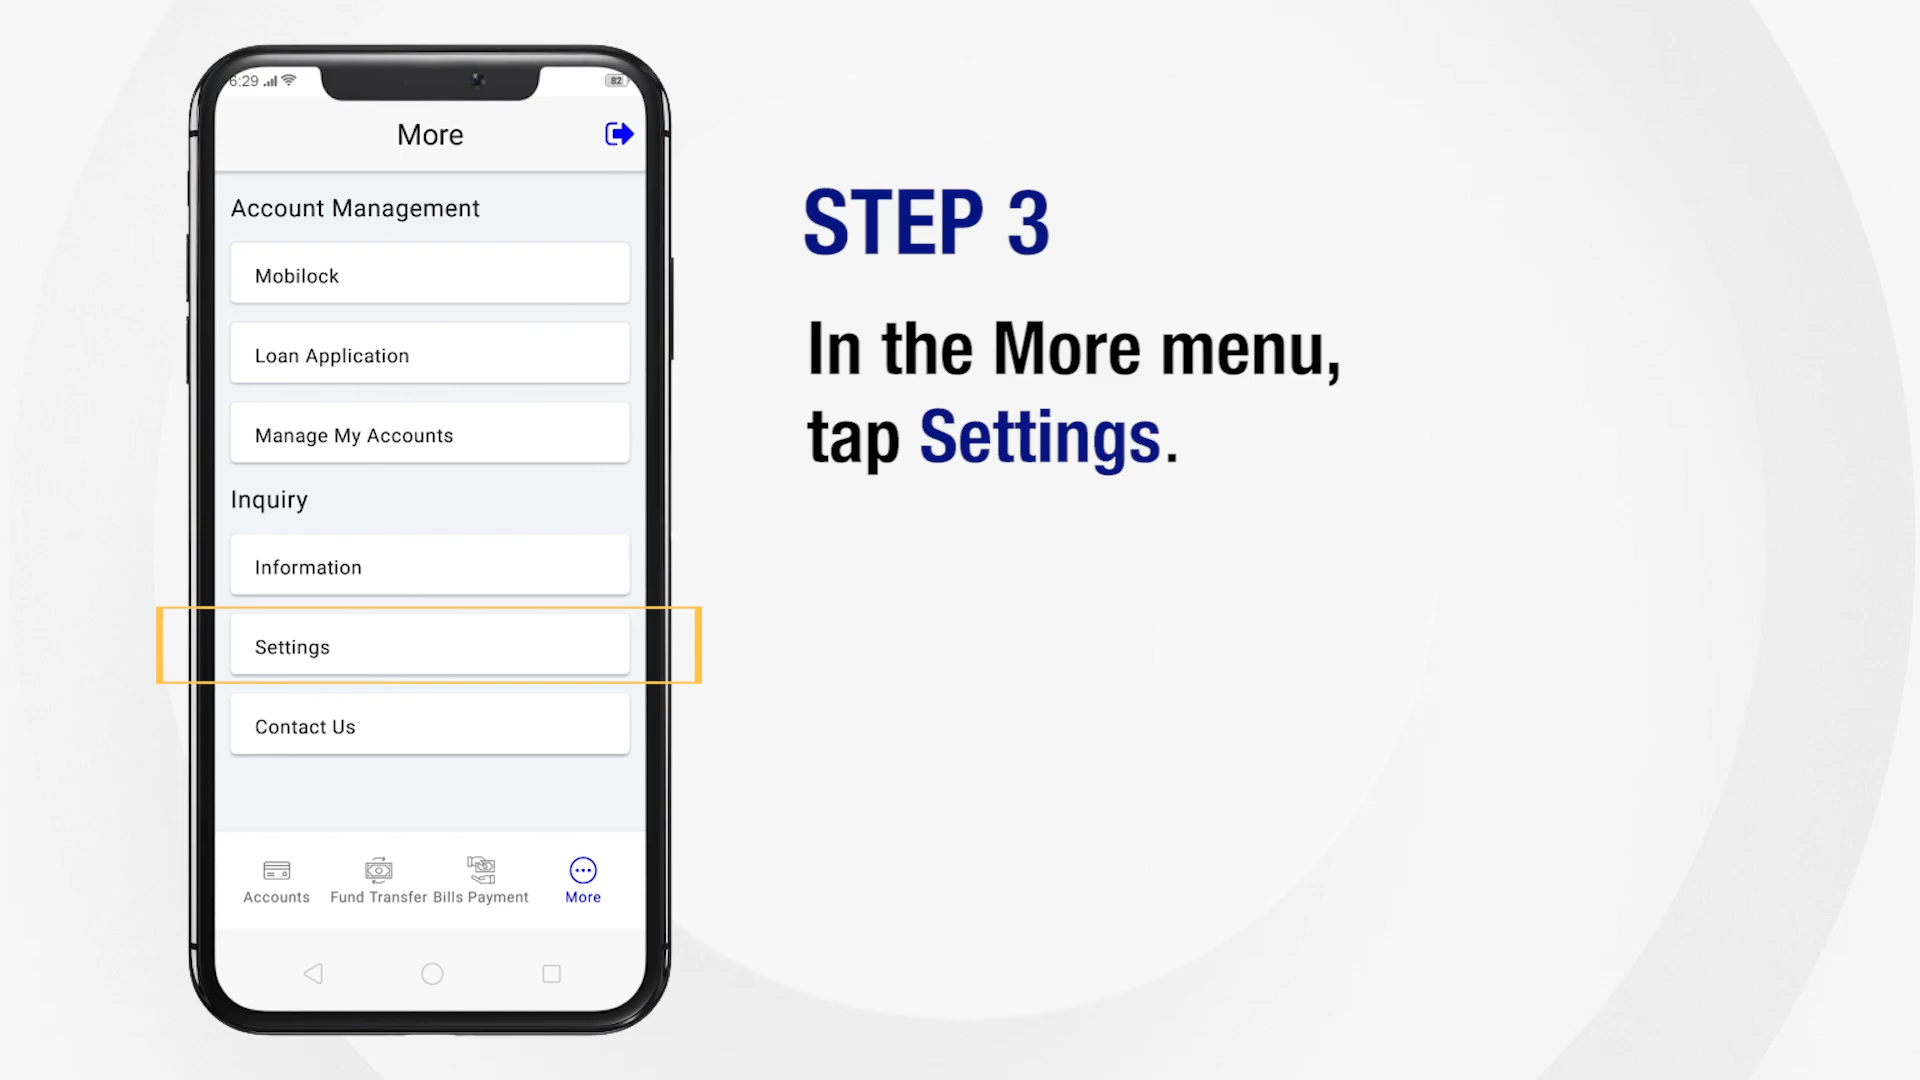 6:29
82
More
Account Management
Mobilock
Loan Application
Manage My Accounts
Inquiry
Information
Settings
Contact Us
Accounts Fund Transfer Bills Payment More
STEP 3
In the More menu,
tap Settings.